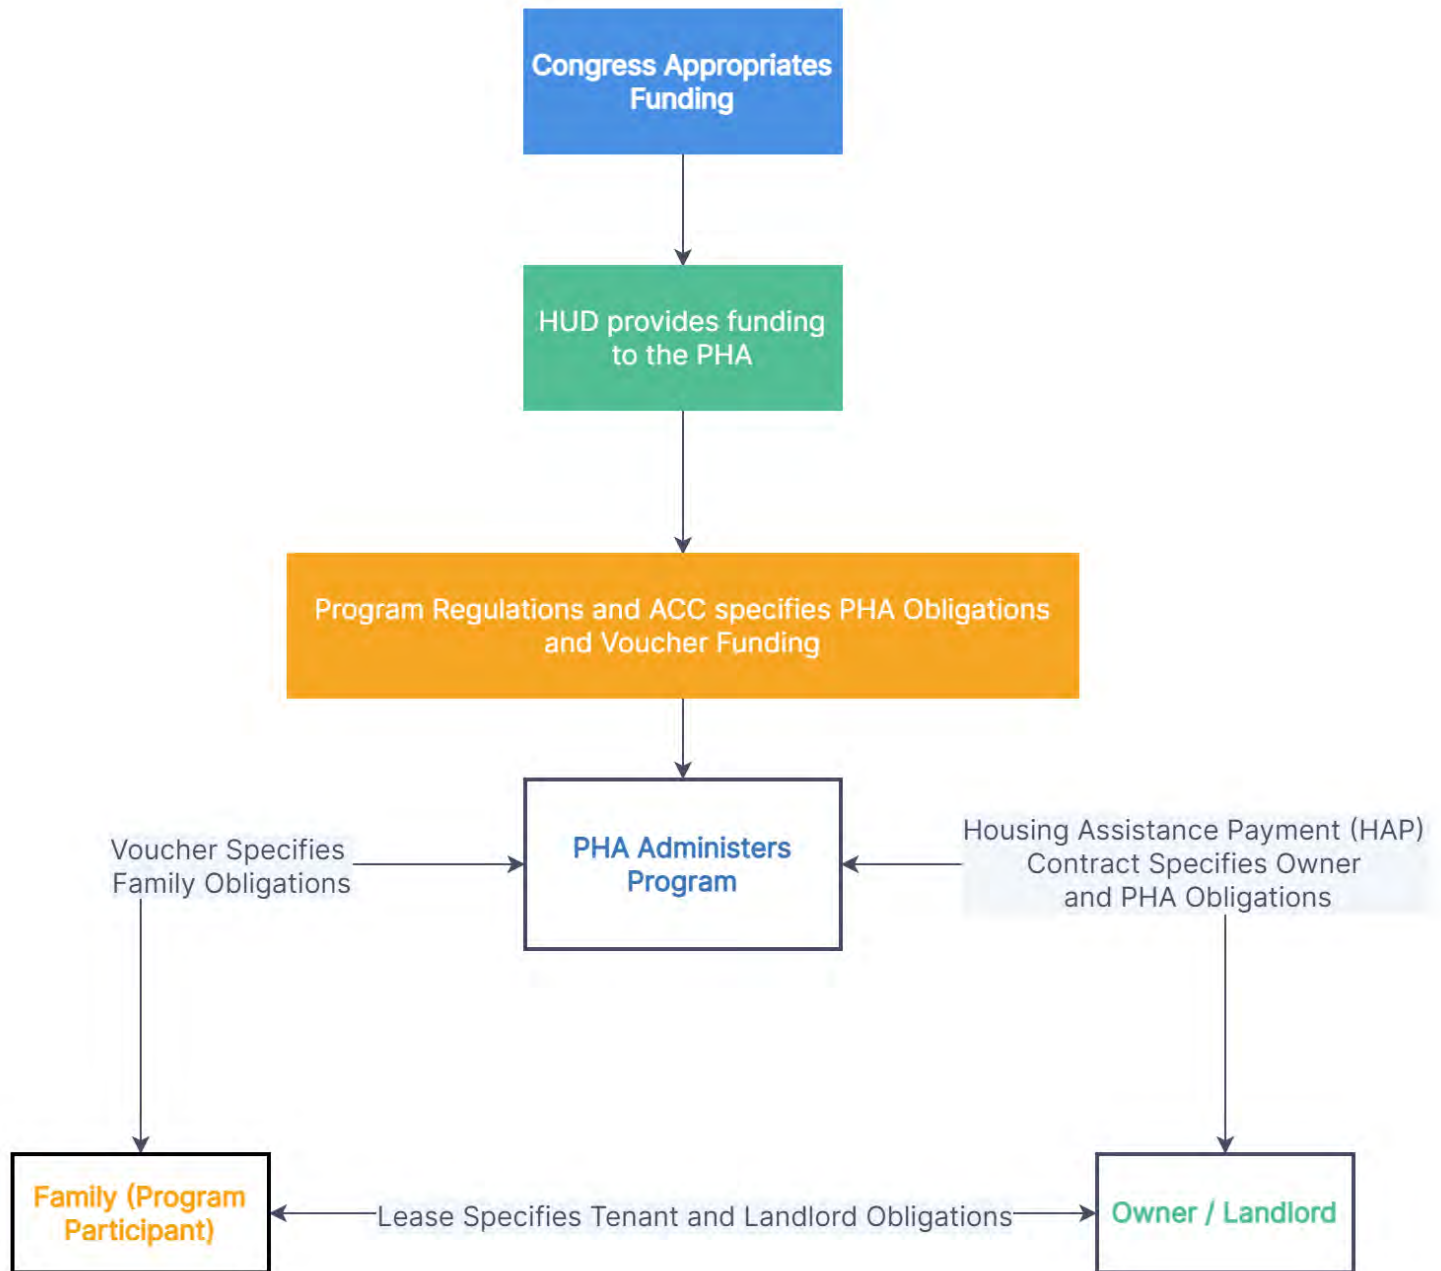 Congress Appropriates
Funding
HUD provides funding
to the PHA
Program Regulations and ACC specifies PHA Obligations
and Voucher Funding
Voucher Specifies
Family Obligations
PHA Administers
Program
Housing Assistance Payment (HAP)
Contract Specifies Owner
and PHA Obligations
Family (Program
Participant)
Lease Specifies Tenant and Landlord Obligations
Owner / Landlord